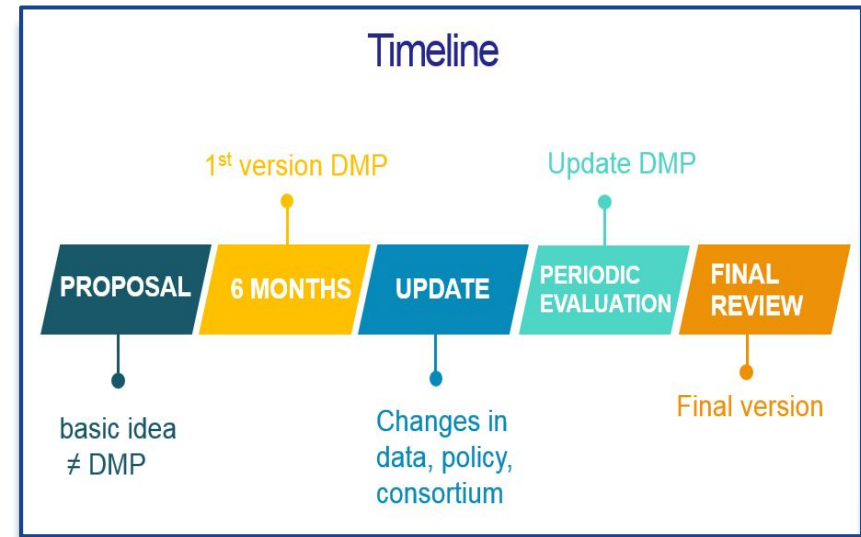 Timeline
1st version DMP
Update DMP
PROPOSAL
6 MONTHS
UPDATE
PERIODIC
EVALUATION
FINAL
REVIEW
basic idea
≠ DMP
Changes in
data, policy,
consortium
Final version